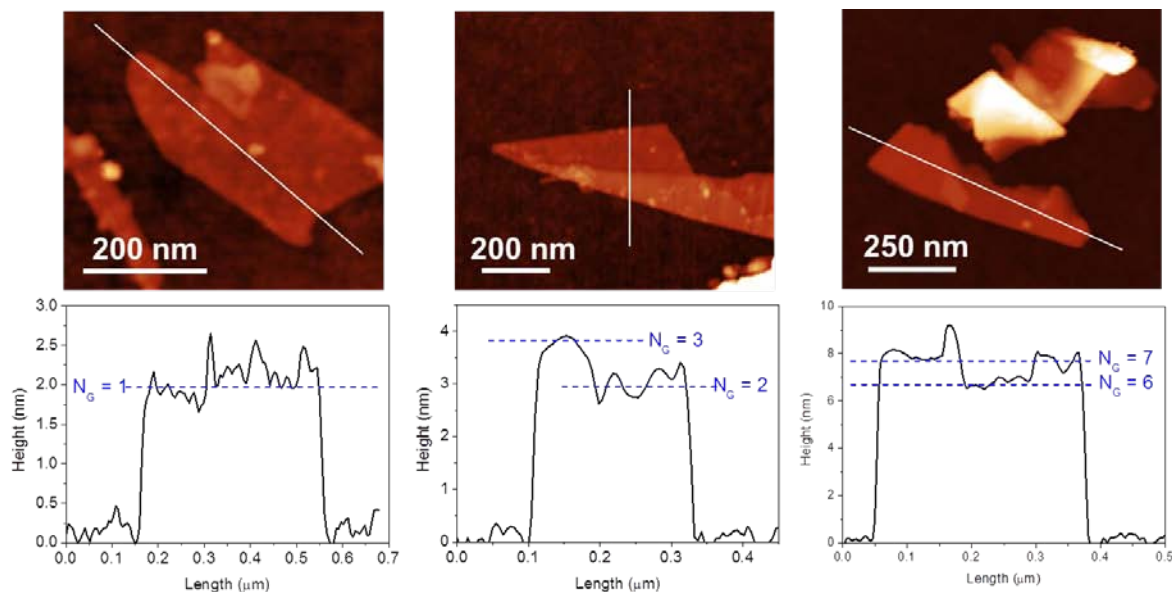 200 nm
200 nm
250 nm
3.0
2.5
2.0
1.5
1.0
0.5
0.0
N_G = 1
Height (nm)
0.0 0.1 0.2 0.3 0.4 0.5 0.6 0.7
Length (μm)
4
3
2
1
0
N_G = 3
N_G = 2
Height (nm)
0.0 0.1 0.2 0.3 0.4
Length (μm)
10
8
6
4
2
0
N_G = 7
N_G = 6
Height (nm)
0.0 0.1 0.2 0.3 0.4 0.5
Length (μm)